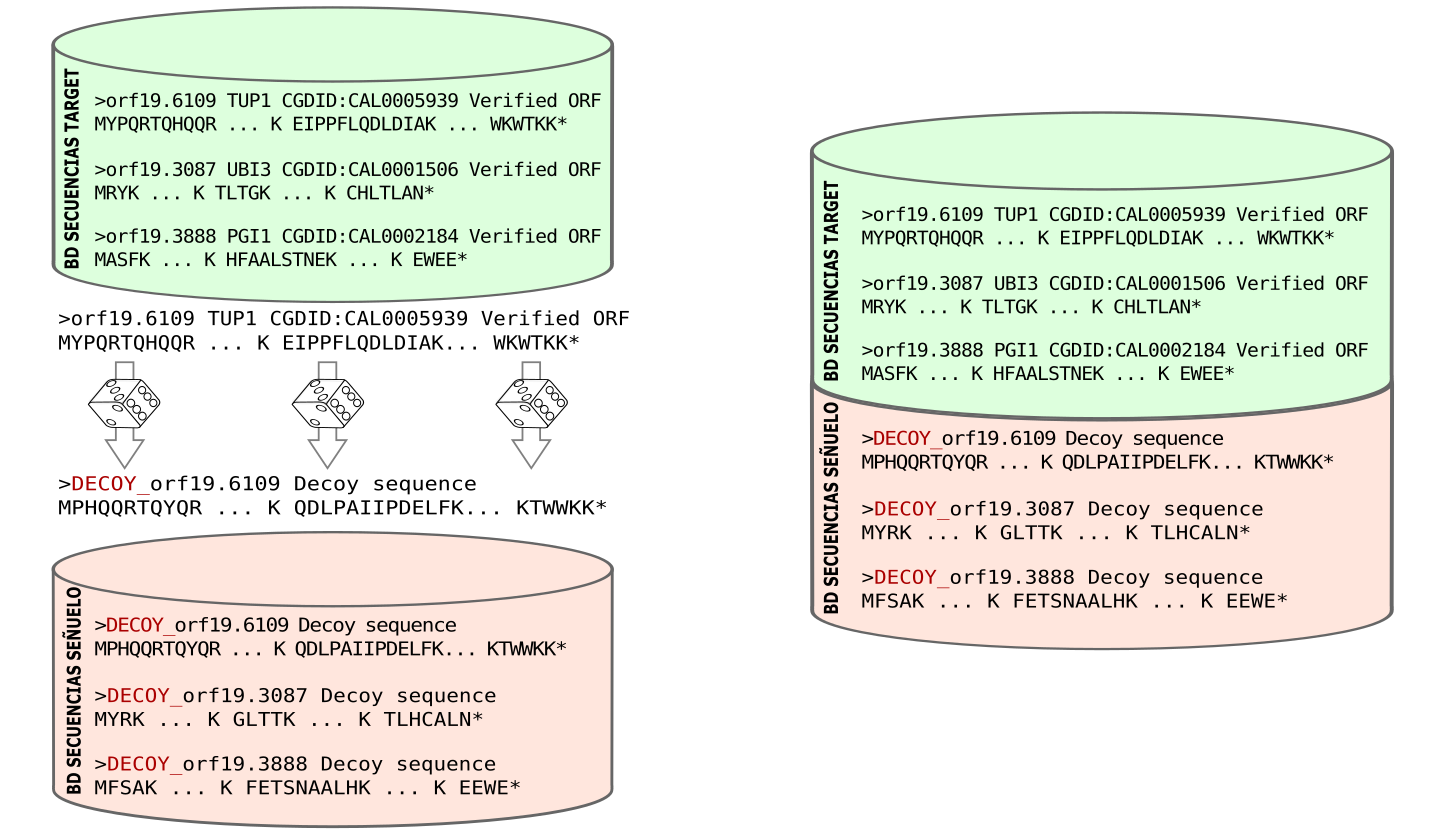 BD SECUENCIAS TARGET
>orf19.6109 TUP1 CGDID:CAL0005939 Verified ORF
MYPQRTQHQQR ... K EIPPFLQDLDIAK ... WKWTKK*
>orf19.3087 UBI3 CGDID:CAL0001506 Verified ORF
MRYK ... K TLTGK ... K CHLTLAN*
>orf19.3888 PGI1 CGDID:CAL0002184 Verified ORF
MASFK ... K HFAALSTNEK ... K EWEE*
>orf19.6109 TUP1 CGDID:CAL0005939 Verified ORF
MYPQRTQHQQR ... K EIPPFLQDLDIAK... WKWTKK*
>DECOY_orf19.6109 Decoy sequence
MPHQQRTQYQR ... K QDLPAIIPDELFK... KTWWKK*
BD SECUENCIAS SEÑUELO
>DECOY_orf19.6109 Decoy sequence
MPHQQRTQYQR ... K QDLPAIIPDELFK... KTWWKK*
>DECOY_orf19.3087 Decoy sequence
MYRK ... K GLTTK ... K TLHCALN*
>DECOY_orf19.3888 Decoy sequence
MFSAK ... K FETSNAALHK ... K EEWE*
BD SECUENCIAS TARGET
>orf19.6109 TUP1 CGDID:CAL0005939 Verified ORF
MYPQRTQHQQR ... K EIPPFLQDLDIAK ... WKWTKK*
>orf19.3087 UBI3 CGDID:CAL0001506 Verified ORF
MRYK ... K TLTGK ... K CHLTLAN*
>orf19.3888 PGI1 CGDID:CAL0002184 Verified ORF
MASFK ... K HFAALSTNEK ... K EWEE*
BD SECUENCIAS SEÑUELO
>DECOY_orf19.6109 Decoy sequence
MPHQQRTQYQR ... K QDLPAIIPDELFK... KTWWKK*
>DECOY_orf19.3087 Decoy sequence
MYRK ... K GLTTK ... K TLHCALN*
>DECOY_orf19.3888 Decoy sequence
MFSAK ... K FETSNAALHK ... K EEWE*